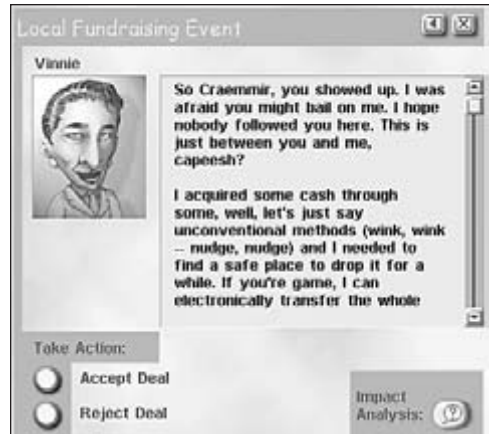 Local Fundraising Event
Vinnie
So Craemmir, you showed up. I was
afraid you might bail on me. I hope
nobody followed you here. This is
just between you and me,
capeesh?
I acquired some cash through
some, well, let's just say
unconventional methods (wink, wink
– nudge, nudge) and I needed to
find a safe place to drop it for a
while. If you're game, I can
electronically transfer the whole
Take Action:
Accept Deal
Reject Deal
Impact
Analysis: